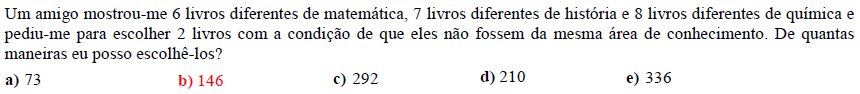 Um amigo mostrou-me 6 livros diferentes de matemática, 7 livros diferentes de história e 8 livros diferentes de química e
pediu-me para escolher 2 livros com a condição de que eles não fossem da mesma área de conhecimento. De quantas
maneiras eu posso escolhê-los?
a) 73 b) 146 c) 292 d) 210 e) 336